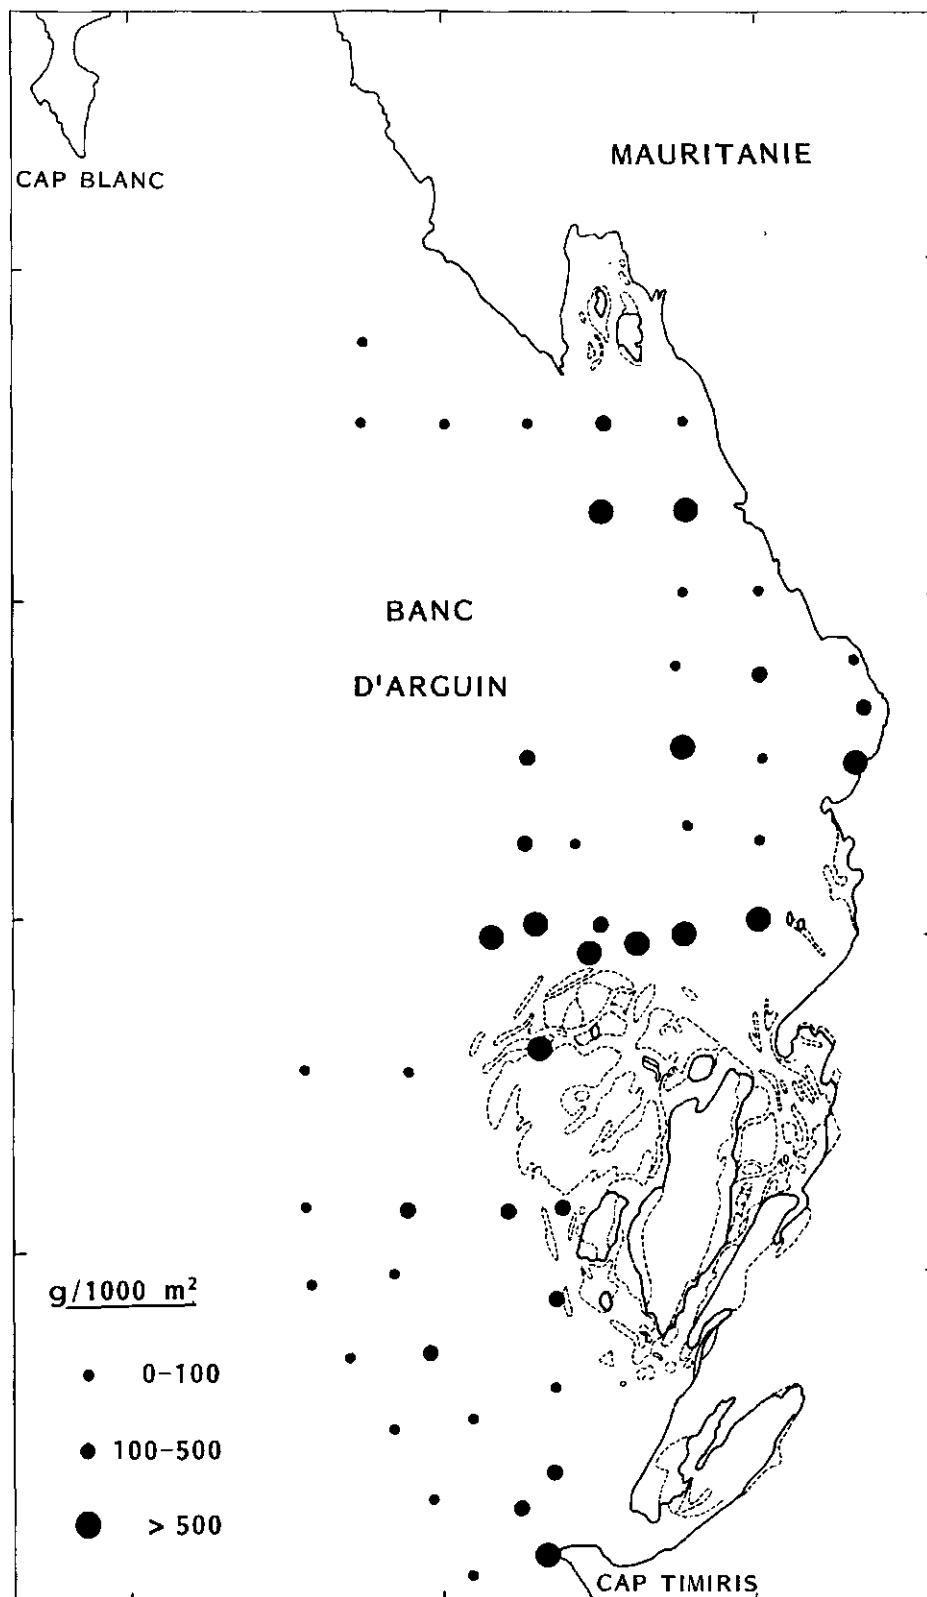 MAURITANIE
CAP BLANC
BANC
D'ARGUIN
g/1000 m²
0-100
100-500
> 500
CAP TIMIRIS